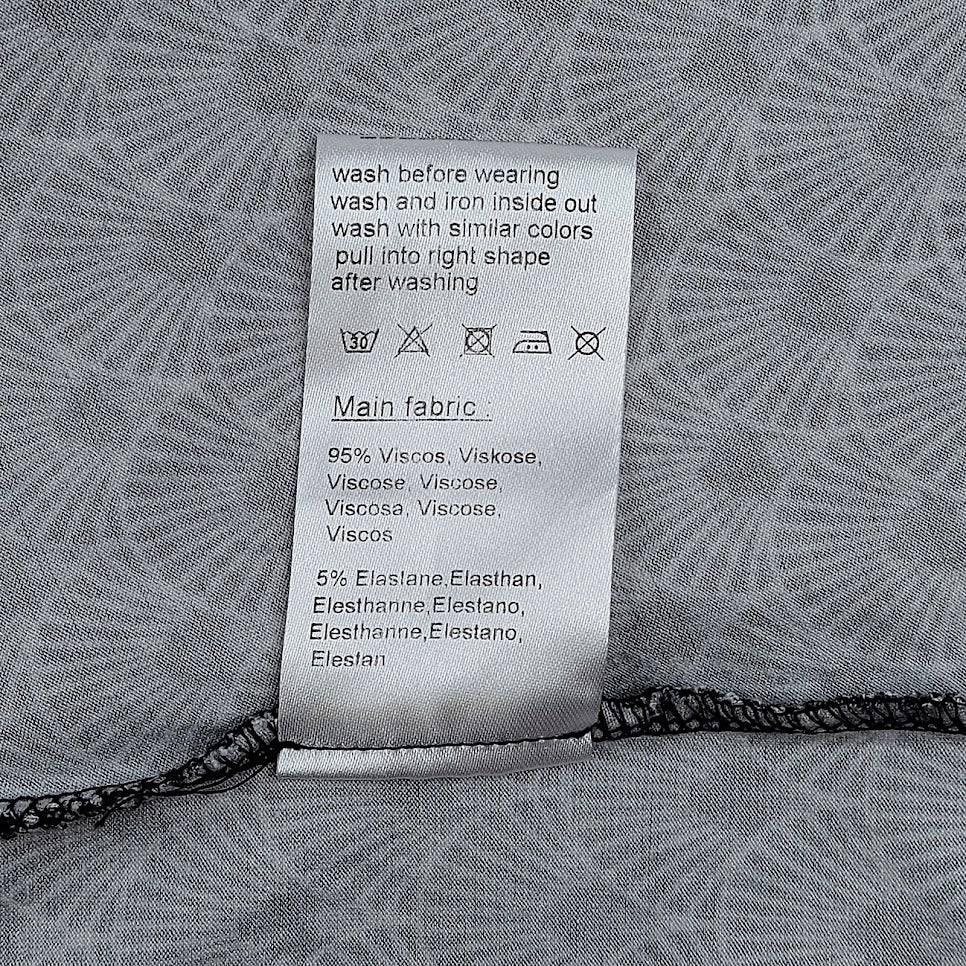 wash before wearing
wash and iron inside out
wash with similar colors
pull into right shape
after washing
30
Main fabric :
95% Viscos, Viskose,
Viscose, Viscose,
Viscosa, Viscose,
Viscos
5% Elastane,Elasthan,
Elesthanne,Elestano,
Elesthanne,Elestano,
Elestan